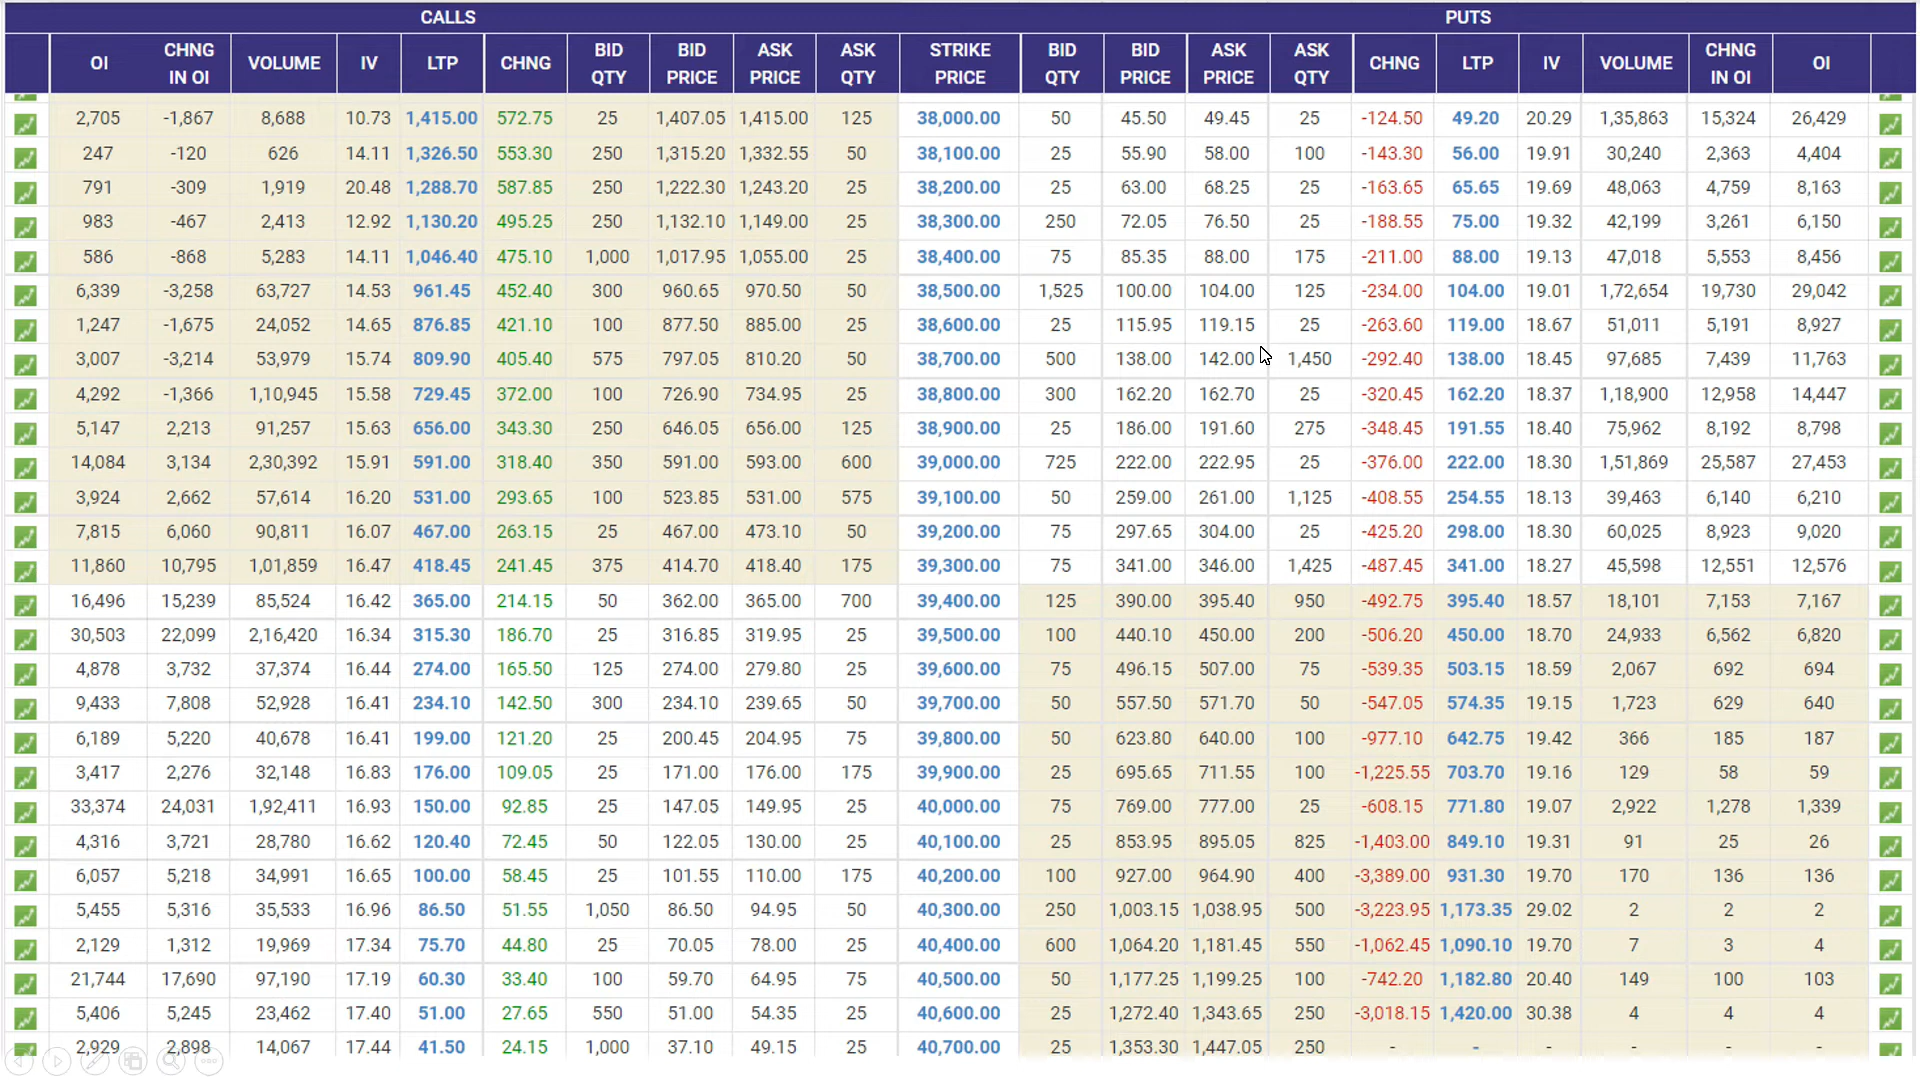 CALLS PUTS
OI CHNG IN OI VOLUME IV LTP CHNG BID QTY BID PRICE ASK PRICE ASK QTY STRIKE PRICE BID QTY BID PRICE ASK PRICE ASK QTY CHNG LTP IV VOLUME CHNG IN OI OI
2,705 -1,867 8,688 10.73 1,415.00 572.75 25 1,407.05 1,415.00 125 38,000.00 50 45.50 49.45 25 -124.50 49.20 20.29 1,35,863 15,324 26,429
247 -120 626 14.11 1,326.50 553.30 250 1,315.20 1,332.55 50 38,100.00 25 55.90 58.00 100 -143.30 56.00 19.91 30,240 2,363 4,404
791 -309 1,919 20.48 1,288.70 587.85 250 1,222.30 1,243.20 25 38,200.00 25 63.00 68.25 25 -163.65 65.65 19.69 48,063 4,759 8,163
983 -467 2,413 12.92 1,130.20 495.25 250 1,132.10 1,149.00 25 38,300.00 250 72.05 76.50 25 -188.55 75.00 19.32 42,199 3,261 6,150
586 -868 5,283 14.11 1,046.40 475.10 1,000 1,017.95 1,055.00 25 38,400.00 75 85.35 88.00 175 -211.00 88.00 19.13 47,018 5,553 8,456
6,339 -3,258 63,727 14.53 961.45 452.40 300 960.65 970.50 50 38,500.00 1,525 100.00 104.00 125 -234.00 104.00 19.01 1,72,654 19,730 29,042
1,247 -1,675 24,052 14.65 876.85 421.10 100 877.50 885.00 25 38,600.00 25 115.95 119.15 25 -263.60 119.00 18.67 51,011 5,191 8,927
3,007 -3,214 53,979 15.74 809.90 405.40 575 797.05 810.20 50 38,700.00 500 138.00 142.00 1,450 -292.40 138.00 18.45 97,685 7,439 11,763
4,292 -1,366 1,10,945 15.58 729.45 372.00 100 726.90 734.95 25 38,800.00 300 162.20 162.70 25 -320.45 162.20 18.37 1,18,900 12,958 14,447
5,147 2,213 91,257 15.63 656.00 343.30 250 646.05 656.00 125 38,900.00 25 186.00 191.60 275 -348.45 191.55 18.40 75,962 8,192 8,798
14,084 3,134 2,30,392 15.91 591.00 318.40 350 591.00 593.00 600 39,000.00 725 222.00 222.95 25 -376.00 222.00 18.30 1,51,869 25,587 27,453
3,924 2,662 57,614 16.20 531.00 293.65 100 523.85 531.00 575 39,100.00 50 259.00 261.00 1,125 -408.55 254.55 18.13 39,463 6,140 6,210
7,815 6,060 90,811 16.07 467.00 263.15 25 467.00 473.10 50 39,200.00 75 297.65 304.00 25 -425.20 298.00 18.30 60,025 8,923 9,020
11,860 10,795 1,01,859 16.47 418.45 241.45 375 414.70 418.40 175 39,300.00 75 341.00 346.00 1,425 -487.45 341.00 18.27 45,598 12,551 12,576
16,496 15,239 85,524 16.42 365.00 214.15 50 362.00 365.00 700 39,400.00 125 390.00 395.40 950 -492.75 395.40 18.57 18,101 7,153 7,167
30,503 22,099 2,16,420 16.34 315.30 186.70 25 316.85 319.95 25 39,500.00 100 440.10 450.00 200 -506.20 450.00 18.70 24,933 6,562 6,820
4,878 3,732 37,374 16.44 274.00 165.50 125 274.00 279.80 25 39,600.00 75 496.15 507.00 75 -539.35 503.15 18.59 2,067 692 694
9,433 7,808 52,928 16.41 234.10 142.50 300 234.10 239.65 50 39,700.00 50 557.50 571.70 50 -547.05 574.35 19.15 1,723 629 640
6,189 5,220 40,678 16.41 199.00 121.20 25 200.45 204.95 75 39,800.00 50 623.80 640.00 100 -977.10 642.75 19.42 366 185 187
3,417 2,276 32,148 16.83 176.00 109.05 25 171.00 176.00 175 39,900.00 25 695.65 711.55 100 -1,225.55 703.70 19.16 129 58 59
33,374 24,031 1,92,411 16.93 150.00 92.85 25 147.05 149.95 25 40,000.00 75 769.00 777.00 25 -608.15 771.80 19.07 2,922 1,278 1,339
4,316 3,721 28,780 16.62 120.40 72.45 50 122.05 130.00 25 40,100.00 25 853.95 895.05 825 -1,403.00 849.10 19.31 91 25 26
6,057 5,218 34,991 16.65 100.00 58.45 25 101.55 110.00 175 40,200.00 100 927.00 964.90 400 -3,389.00 931.30 19.70 170 136 136
5,455 5,316 35,533 16.96 86.50 51.55 1,050 86.50 94.95 50 40,300.00 250 1,003.15 1,038.95 500 -3,223.95 1,173.35 29.02 2 2 2
2,129 1,312 19,969 17.34 75.70 44.80 25 70.05 78.00 25 40,400.00 600 1,064.20 1,181.45 550 -1,062.45 1,090.10 19.70 7 3 4
21,744 17,690 97,190 17.19 60.30 33.40 100 59.70 64.95 75 40,500.00 50 1,177.25 1,199.25 100 -742.20 1,182.80 20.40 149 100 103
5,406 5,245 23,462 17.40 51.00 27.65 550 51.00 54.35 25 40,600.00 25 1,272.40 1,343.65 250 -3,018.15 1,420.00 30.38 4 4 4
2,929 2,898 14,067 17.44 41.50 24.15 1,000 37.10 49.15 25 40,700.00 25 1,353.30 1,447.05 250 - - - - - -